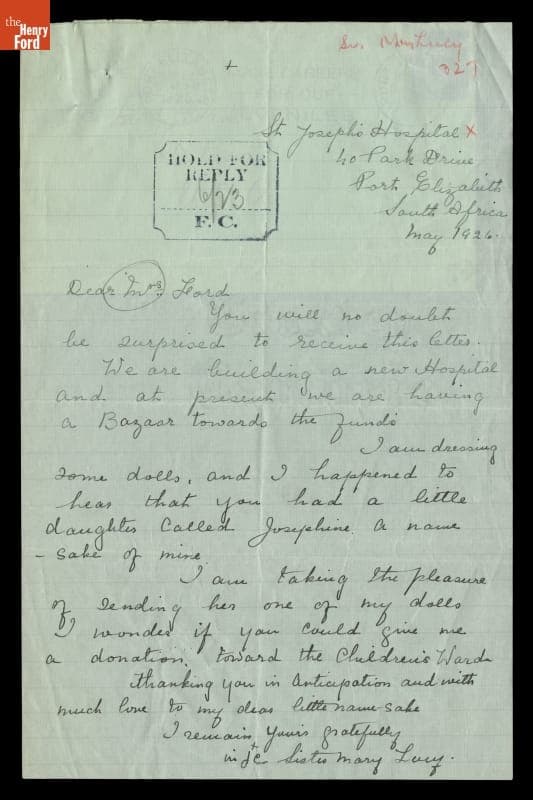 the
Henry
Ford
327
+
St Joseph's Hospital x
40 Park Drive
Port Elizabeth
South Africa
May 1926.
HOLD FOR
REPLY
6/23
F. C.
Dear Mrs. Ford
You will no doubt
be surprised to receive this letter.
We are building a new Hospital
and at present we are having
a Bazaar towards the funds
I am dressing
some dolls, and I happened to
hear that you had a little
daughter called Josephine. a name
- sake of mine
I am taking the pleasure
of sending her one of my dolls
I wonder if you could give me
a donation. toward the Children's Wards
thanking you in Anticipation and with
much love to my dear little name-sake
I remain Yours gratefully
in J+C Sister Mary Lucy.